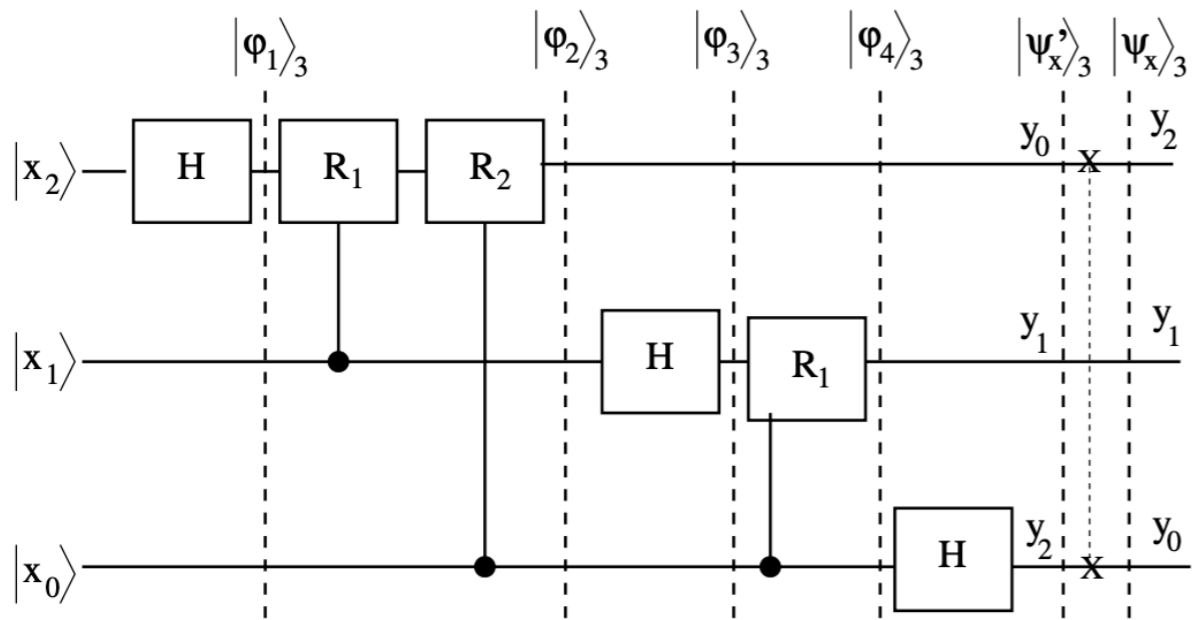 |φ₁⟩₃ |φ₂⟩₃ |φ₃⟩₃ |φ₄⟩₃ |ψ'ₓ⟩₃ |ψₓ⟩₃
|x₂⟩ H R₁ R₂ y₀ X y₂
|x₁⟩ H R₁ y₁ y₁
|x₀⟩ H y₂ X y₀